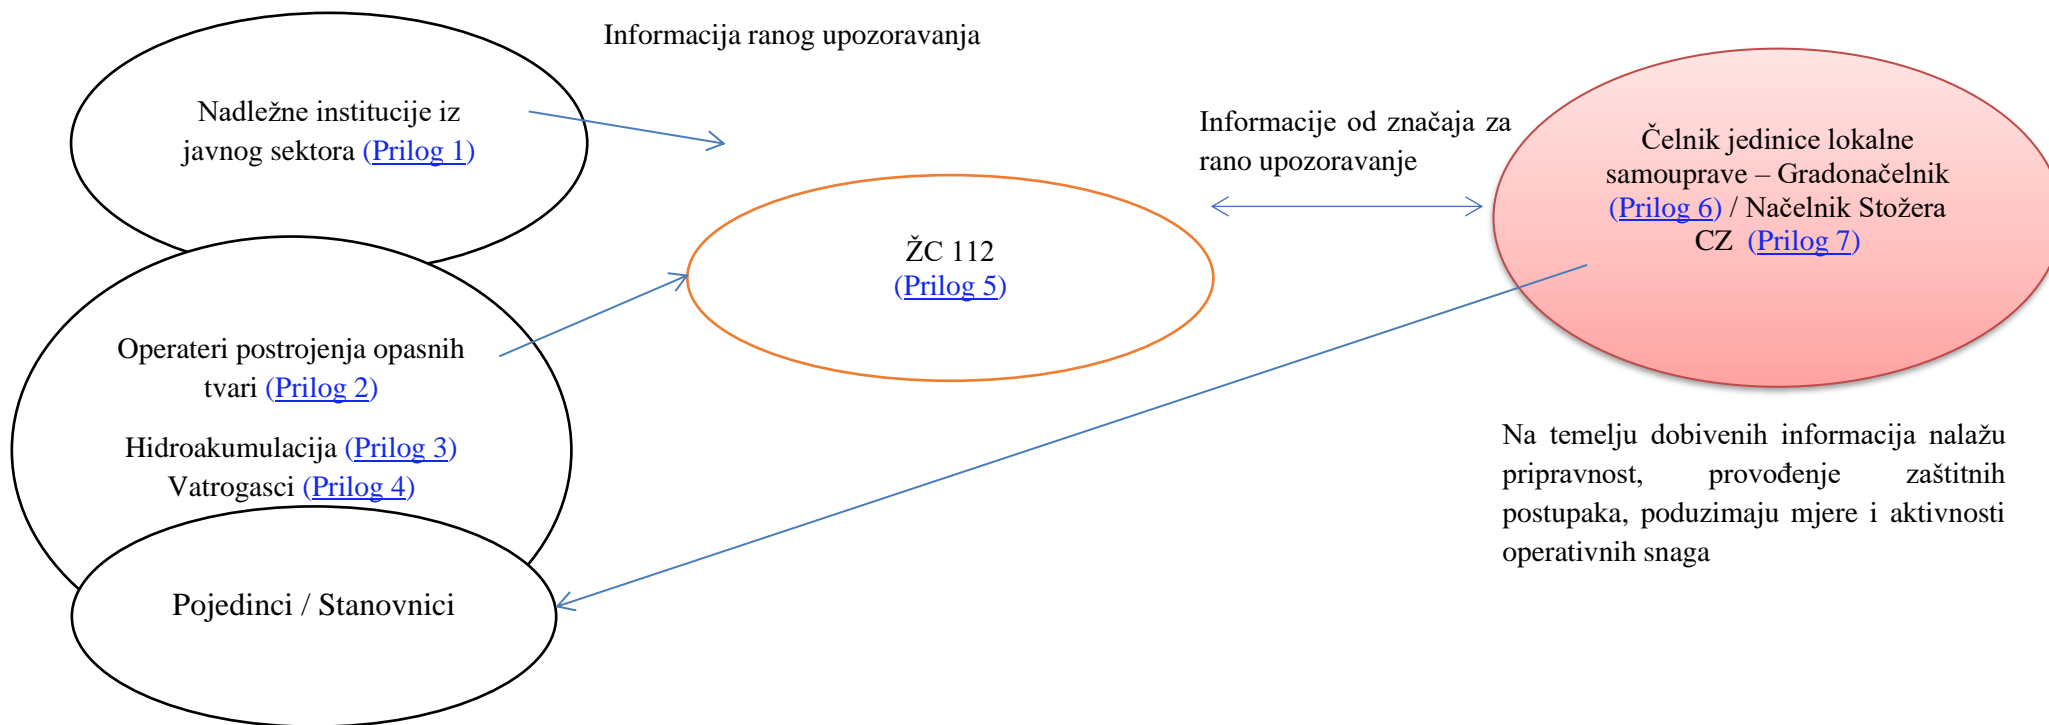 Informacija ranog upozoravanja
Nadležne institucije iz
javnog sektora (Prilog 1)
Operateri postrojenja opasnih
tvari (Prilog 2)
Hidroakumulacija (Prilog 3)
Vatrogasci (Prilog 4)
Pojedinci / Stanovnici
ŽC 112
(Prilog 5)
Informacije od značaja za
rano upozoravanje
Čelnik jedinice lokalne
samouprave – Gradonačelnik
(Prilog 6) / Načelnik Stožera
CZ (Prilog 7)
Na temelju dobivenih informacija nalažu
pripravnost, provođenje zaštitnih
postupaka, poduzimaju mjere i aktivnosti
operativnih snaga